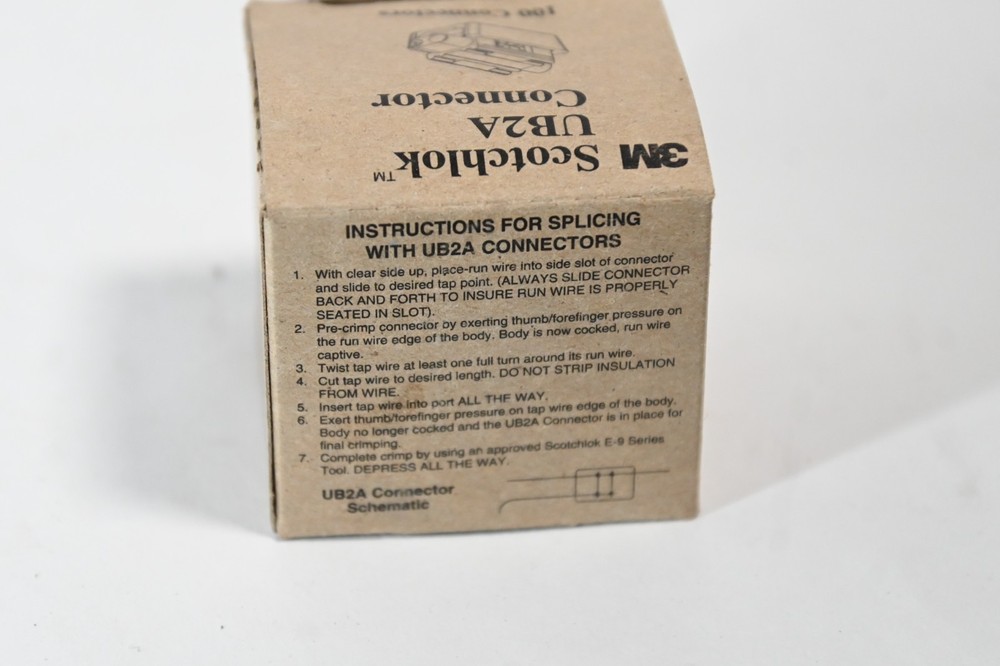 100 Connectors
3M Scotchlok™
UB2A
Connector
INSTRUCTIONS FOR SPLICING
WITH UB2A CONNECTORS
1. With clear side up, place-run wire into side slot of connector
and slide to desired tap point. (ALWAYS SLIDE CONNECTOR
BACK AND FORTH TO INSURE RUN WIRE IS PROPERLY
SEATED IN SLOT).
2. Pre-crimp connector by exerting thumb/forefinger pressure on
the run wire edge of the body. Body is now cocked, run wire
captive.
3. Twist tap wire at least one full turn around its run wire.
4. Cut tap wire to desired length. DO NOT STRIP INSULATION
FROM WIRE.
5. Insert tap wire into port ALL THE WAY.
6. Exert thumb/forefinger pressure on tap wire edge of the body.
Body no longer cocked and the UB2A Connector is in place for
final crimping.
7. Complete crimp by using an approved Scotchlok E-9 Series
Tool. DEPRESS ALL THE WAY.
UB2A Connector
Schematic